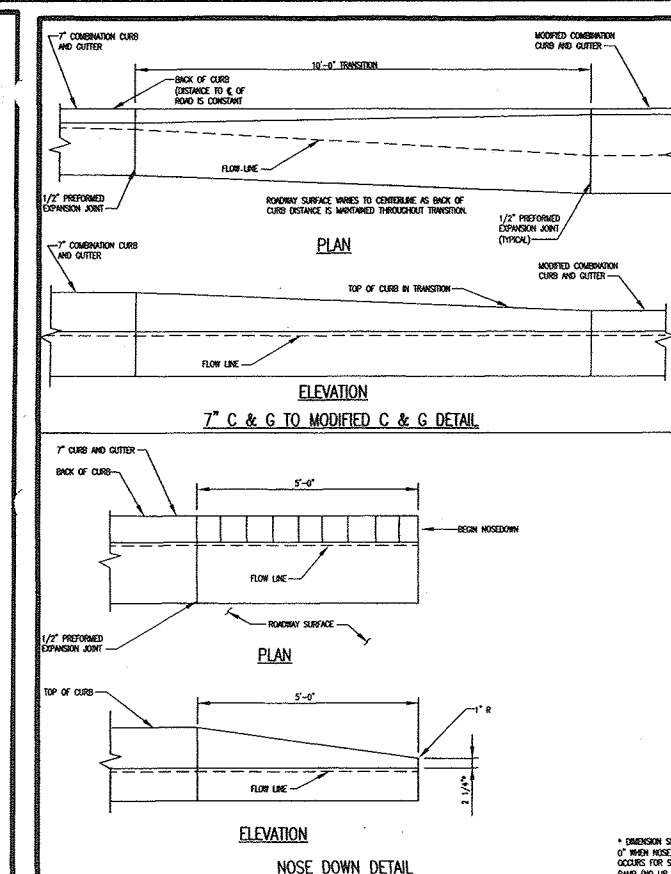 7" COMBINATION CURB
AND GUTTER
MODIFIED COMBINATION
CURB AND GUTTER
10'-0" TRANSITION
BACK OF CURB
(DISTANCE TO ℄ OF
ROAD IS CONSTANT
FLOW LINE
1/2" PREFORMED
EXPANSION JOINT
ROADWAY SURFACE VARIES TO CENTERLINE AS BACK OF
CURB DISTANCE IS MAINTAINED THROUGHOUT TRANSITION.
1/2" PREFORMED
EXPANSION JOINT
(TYPICAL)
PLAN
7" COMBINATION CURB
AND GUTTER
TOP OF CURB IN TRANSITION
MODIFIED COMBINATION
CURB AND GUTTER
FLOW LINE
ELEVATION
7" C & G TO MODIFIED C & G DETAIL
7" CURB AND GUTTER
BACK OF CURB
5'-0"
BEGIN NOSEDOWN
FLOW LINE
ROADWAY SURFACE
1/2" PREFORMED
EXPANSION JOINT
PLAN
TOP OF CURB
5'-0"
1" R
2 1/4"*
FLOW LINE
ELEVATION
NOSE DOWN DETAIL
* DIMENSION
0" WHEN NOSE
OCCURS FOR